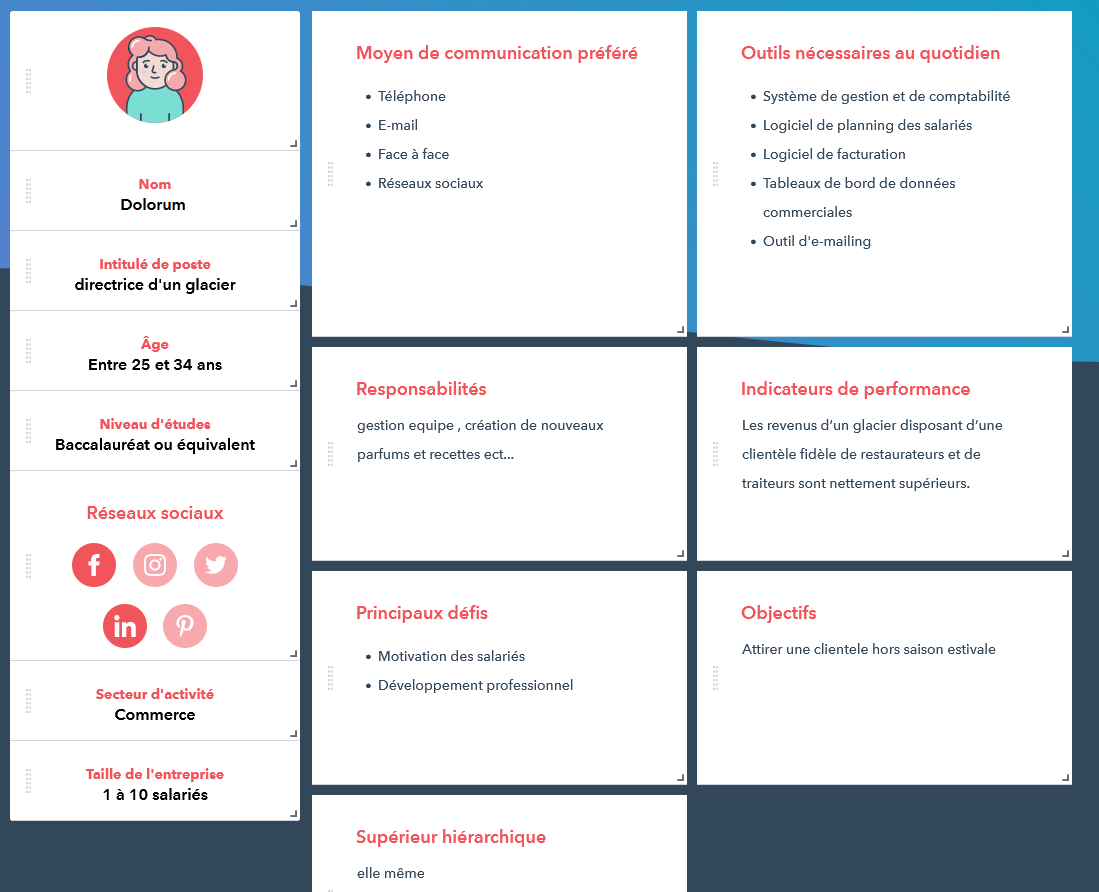 Nom
Dolorum
Intitulé de poste
directrice d'un glacier
Âge
Entre 25 et 34 ans
Niveau d'études
Baccalauréat ou équivalent
Réseaux sociaux
Secteur d'activité
Commerce
Taille de l'entreprise
1 à 10 salariés
Moyen de communication préféré
• Téléphone
• E-mail
• Face à face
• Réseaux sociaux
Outils nécessaires au quotidien
• Système de gestion et de comptabilité
• Logiciel de planning des salariés
• Logiciel de facturation
• Tableaux de bord de données
commerciales
• Outil d'e-mailing
Responsabilités
gestion equipe , création de nouveaux
parfums et recettes ect...
Indicateurs de performance
Les revenus d’un glacier disposant d’une
clientèle fidèle de restaurateurs et de
traiteurs sont nettement supérieurs.
Principaux défis
• Motivation des salariés
• Développement professionnel
Objectifs
Attirer une clientele hors saison estivale
Supérieur hiérarchique
elle même